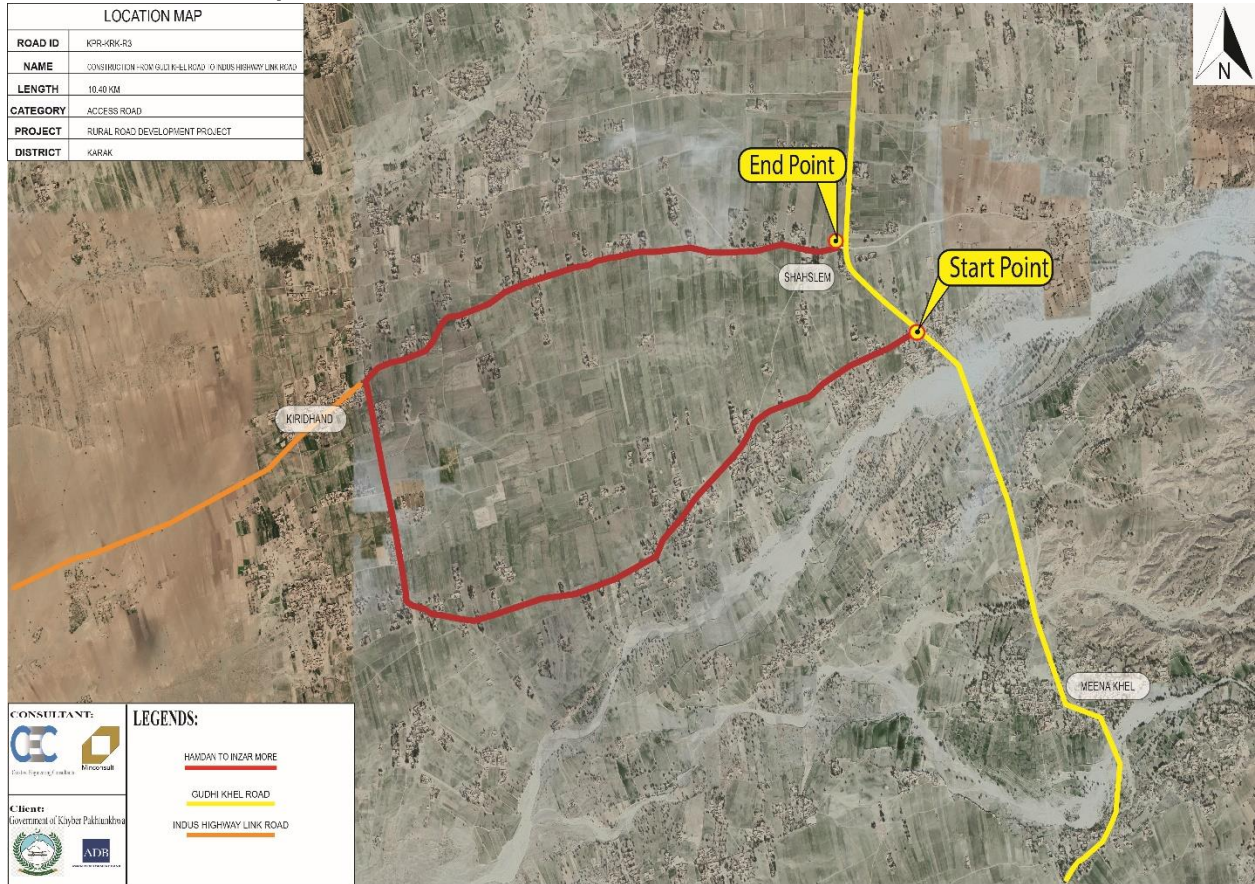 LOCATION MAP
ROAD ID KPR-KRK-R3
NAME CONSTRUCTION FROM GUDI KHEL ROAD TO INDUS HIGHWAY LINK ROAD
LENGTH 10.40 KM
CATEGORY ACCESS ROAD
PROJECT RURAL ROAD DEVELOPMENT PROJECT
DISTRICT KARAK
N
End Point
SHAHSLEM
Start Point
KIRIDHAND
MEENA KHEL
CONSULTANT:
CEC
Minconsult
Client:
Government of Khyber Pakhtunkhwa
ADB
LEGENDS:
HAMDAN TO INZAR MORE
GUDHI KHEL ROAD
INDUS HIGHWAY LINK ROAD